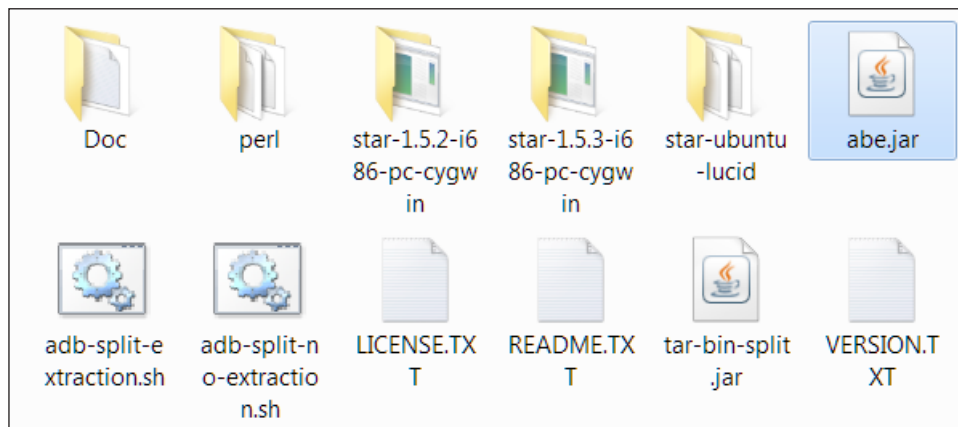 Doc
perl
star-1.5.2-i6
86-pc-cygw
in
star-1.5.3-i6
86-pc-cygw
in
star-ubuntu
-lucid
abe.jar
adb-split-e
xtraction.sh
adb-split-n
o-extractio
n.sh
LICENSE.TX
T
README.TX
T
tar-bin-split
.jar
VERSION.T
XT